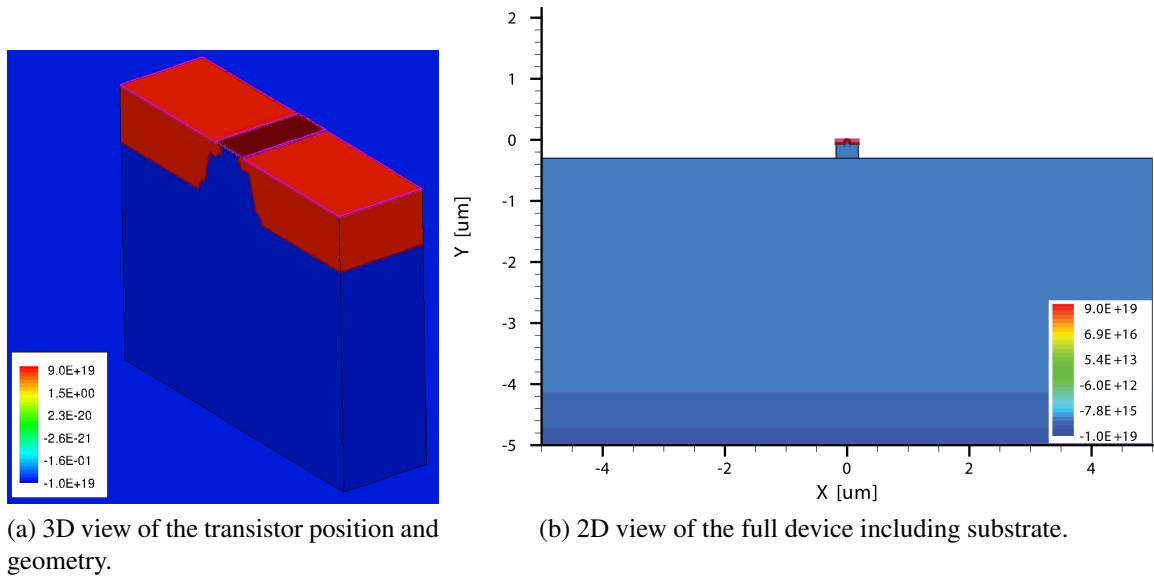 9.0E+19
1.5E+00
2.3E-20
-2.6E-21
-1.6E-01
-1.0E+19
2
1
0
-1
-2
-3
-4
-5
Y [um]
-4
-2
0
2
4
X [um]
9.0E+19
6.9E+16
5.4E+13
-6.0E+12
-7.8E+15
-1.0E+19
(a) 3D view of the transistor position and
geometry.
(b) 2D view of the full device including substrate.